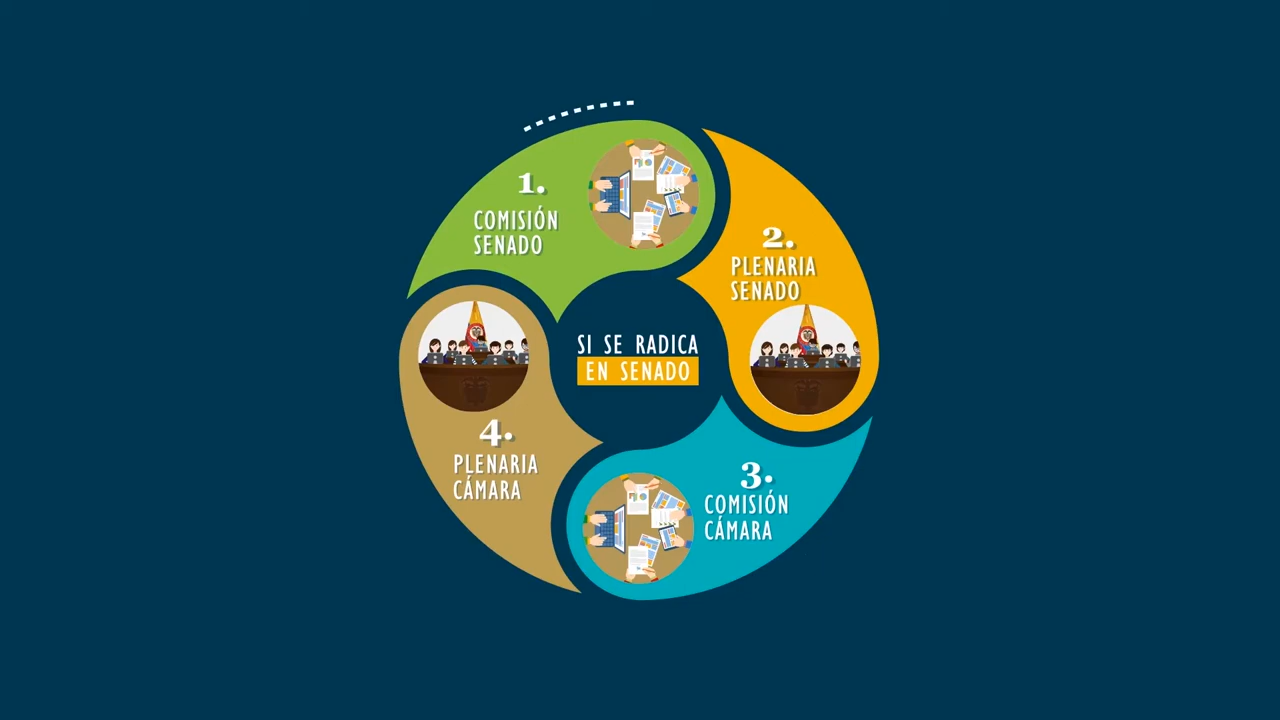 1.
COMISIÓN
SENADO
2.
PLENARIA
SENADO
SI SE RADICA
EN SENADO
3.
COMISIÓN
CÁMARA
4.
PLENARIA
CÁMARA